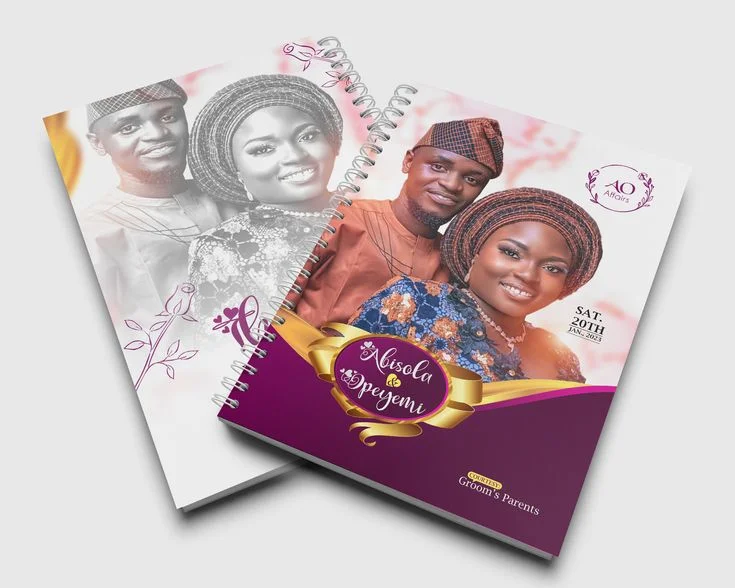 AO
Affairs
SAT.
20TH
JAN., 2023
Abisola
&
Opeyemi
COURTESY:
Groom's Parents